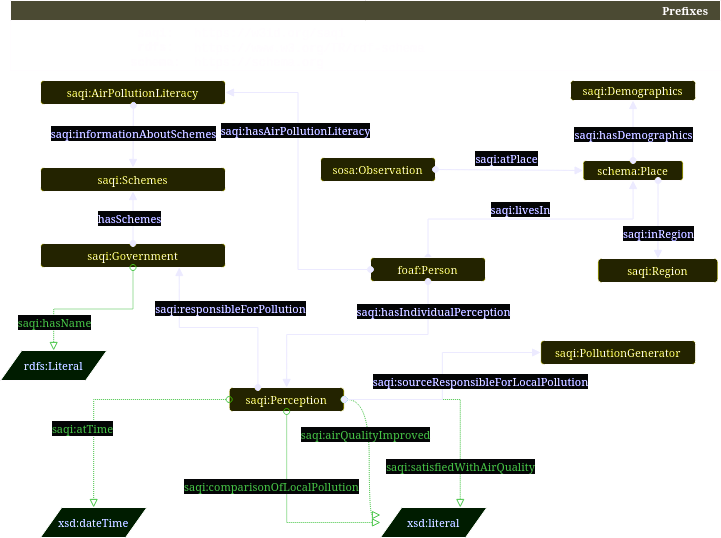 Prefixes
saqi:AirPollutionLiteracy
saqi:Demographics
saqi:informationAboutSchemes
saqi:hasAirPollutionLiteracy
saqi:hasDemographics
saqi:atPlace
sosa:Observation
schema:Place
saqi:Schemes
saqi:livesIn
hasSchemes
saqi:inRegion
saqi:Government
foaf:Person
saqi:Region
saqi:responsibleForPollution
saqi:hasIndividualPerception
saqi:hasName
saqi:PollutionGenerator
rdfs:Literal
saqi:sourceResponsibleForLocalPollution
saqi:Perception
saqi:atTime
saqi:airQualityImproved
saqi:satisfiedWithAirQuality
saqi:comparisonOfLocalPollution
xsd:dateTime
xsd:literal